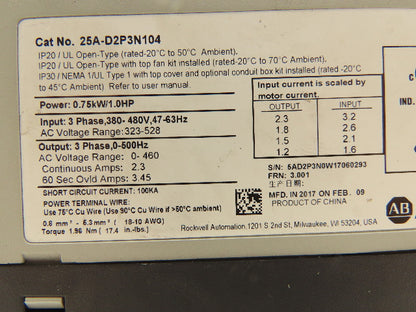 Cat No. 25A-D2P3N104
IP20 / UL Open-Type (rated-20°C to 50°C Ambient).
IP20 / UL Open-Type with top fan kit installed (rated-20°C to 70°C Ambient).
IP30 / NEMA 1/UL Type 1 with top cover and optional conduit box kit installed (rated -20°C
to 45°C Ambient) Refer to user manual.
Power: 0.75kW/1.0HP
Input: 3 Phase,380- 480V,47-63Hz
AC Voltage Range: 323-528
Output: 3 Phase,0-500Hz
AC Voltage Range: 0- 460
Continuous Amps: 2.3
60 Sec Ovld Amps: 3.45
SHORT CIRCUIT CURRENT: 100KA
POWER TERMINAL WIRE:
Use 75°C Cu Wire (Use 90°C Cu Wire if >50°C ambient)
0.8 mm² - 5.3 mm² (18-10 AWG)
Torque 1.96 Nm [17.4 in.-lbs.]
Input current is scaled by
motor current.
OUTPUT INPUT
2.3 3.2
1.8 2.6
1.5 2.1
1.2 1.6
S/N: 5AD2P3N0W17060293
FRN: 3.001
生产日期:
MFD. IN 2017 ON FEB. 09
PRODUCT OF CHINA
Rockwell Automation,1201 S 2nd St, Milwaukee, WI 53204, USA
IND.
AB